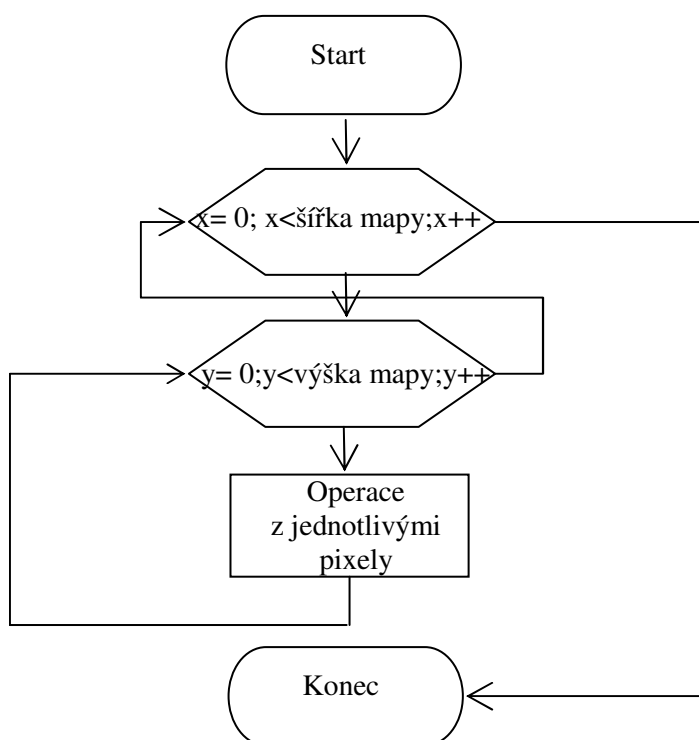 Start
x= 0; x<šířka mapy;x++
y= 0;y<výška mapy;y++
Operace
z jednotlivými
pixely
Konec